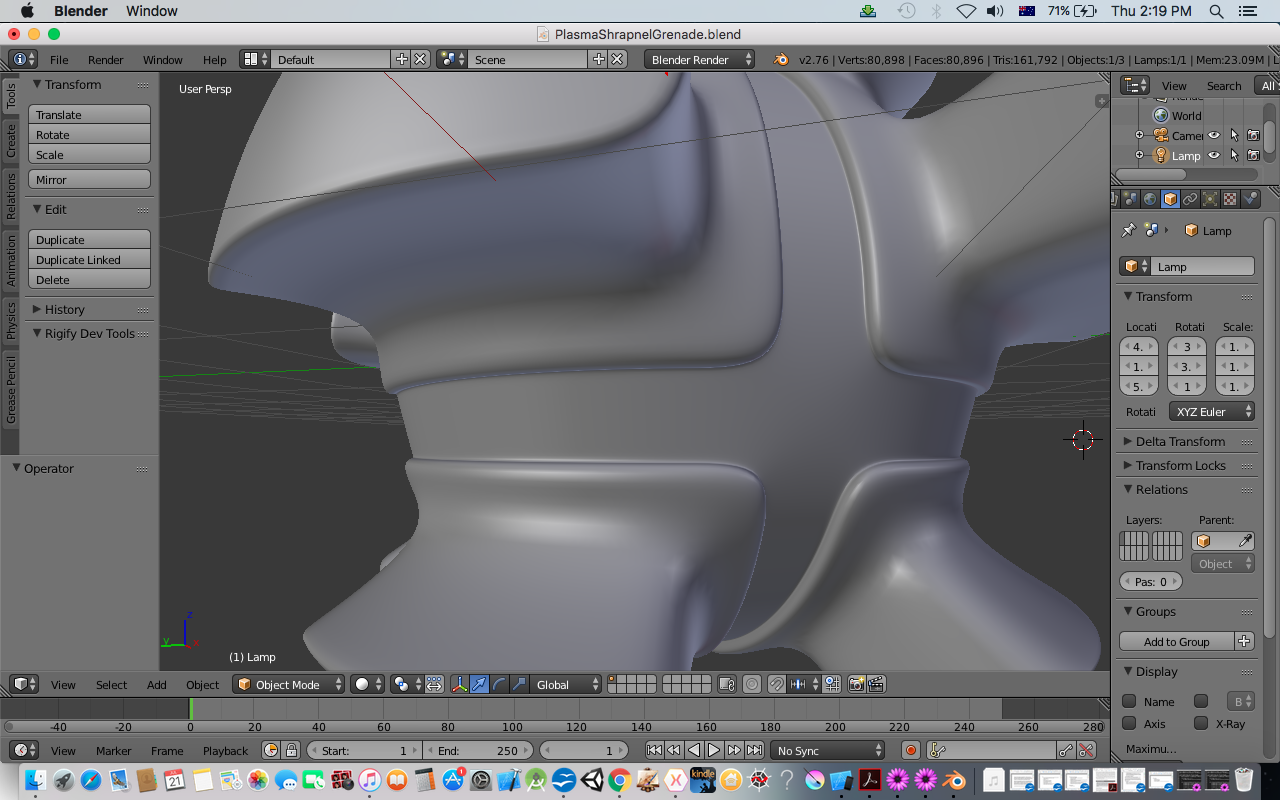 Blender Window 71% Thu 2:19 PM
PlasmaShrapnelGrenade.blend
File Render Window Help Default Scene Blender Render v2.76 | Verts:80,898 | Faces:80,896 | Tris:161,792 | Objects:1/3 | Lamps:1/1 | Mem:23.09M | L
Tools
Create
Relations
Animation
Physics
Grease Pencil
Transform
Translate
Rotate
Scale
Mirror
Edit
Duplicate
Duplicate Linked
Delete
History
Rigify Dev Tools
Operator
User Persp
z
y x
(1) Lamp
View Search All S
World
Camer
Lamp
Lamp
Lamp
Transform
Locati Rotati Scale:
4. 3 1.
1. 3. 1.
5. 1 1.
Rotati XYZ Euler
Delta Transform
Transform Locks
Relations
Layers: Parent:
Object
Pas: 0
Groups
Add to Group
Display
Name B
Axis X-Ray
Maximu...
View Select Add Object Object Mode Global
-40 -20 0 20 40 60 80 100 120 140 160 180 200 220 240 260 280
View Marker Frame Playback Start: 1 End: 250 1 No Sync
JUL
21
kindle